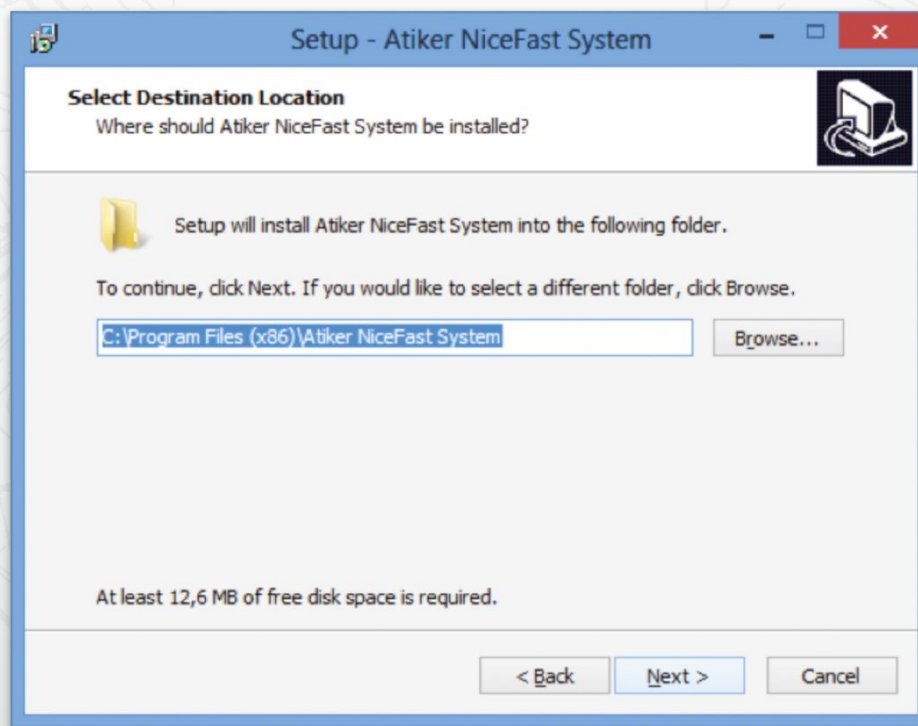 Setup - Atiker NiceFast System
Select Destination Location
Where should Atiker NiceFast System be installed?
Setup will install Atiker NiceFast System into the following folder.
To continue, click Next. If you would like to select a different folder, click Browse.
C:\Program Files (x86)\Atiker NiceFast System
Browse...
At least 12,6 MB of free disk space is required.
< Back
Next >
Cancel